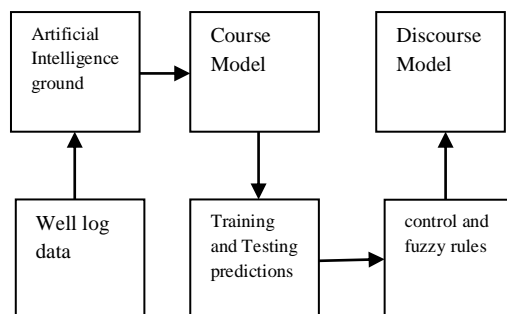 Artificial
Intelligence
ground
Course
Model
Discourse
Model
Well log
data
Training
and Testing
predictions
control and
fuzzy rules